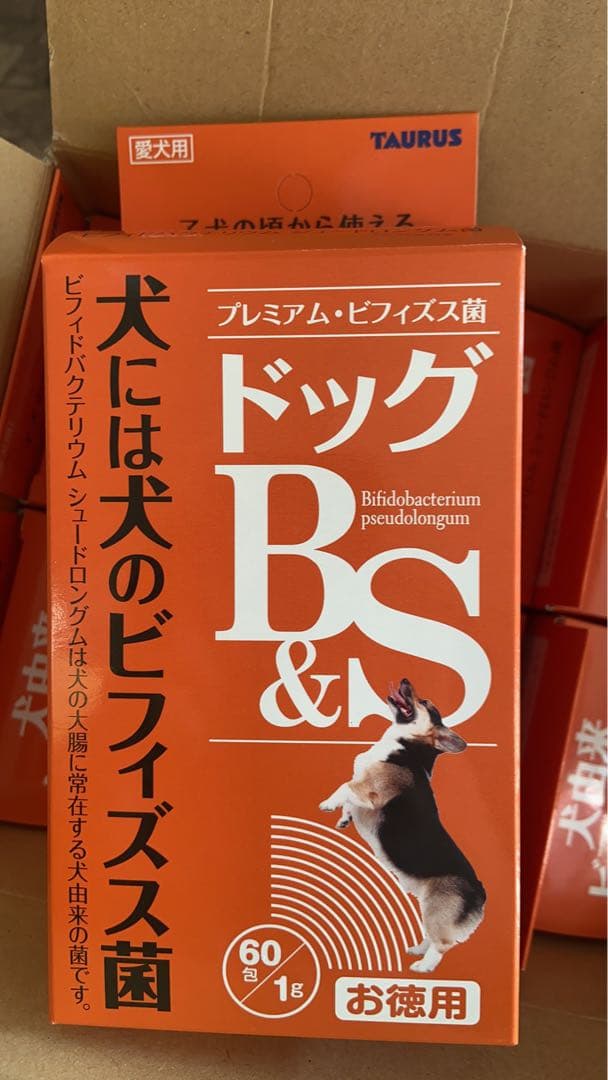 愛犬用
TAURUS
子犬の頃から使える
プレミアム・ビフィズス菌
ドッグ
B&S
Bifidobacterium
pseudolongum
犬には犬のビフィズス菌
ビフィドバクテリウム シュードロングムは犬の大腸に常在する犬由来の菌です。
60包/1g
お徳用
犬由来
犬由来